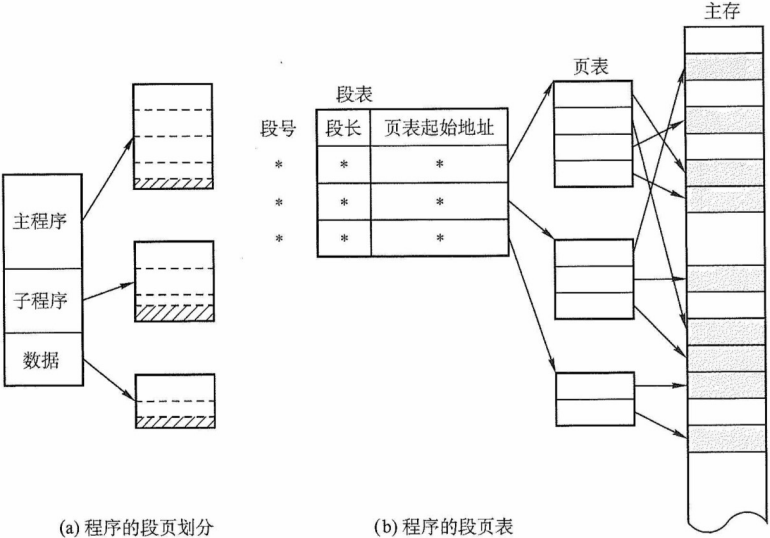 主存
页表
段表
段号 段长 页表起始地址
* * *
* * *
* * *
主程序
子程序
数据
(a) 程序的段页划分
(b) 程序的段页表